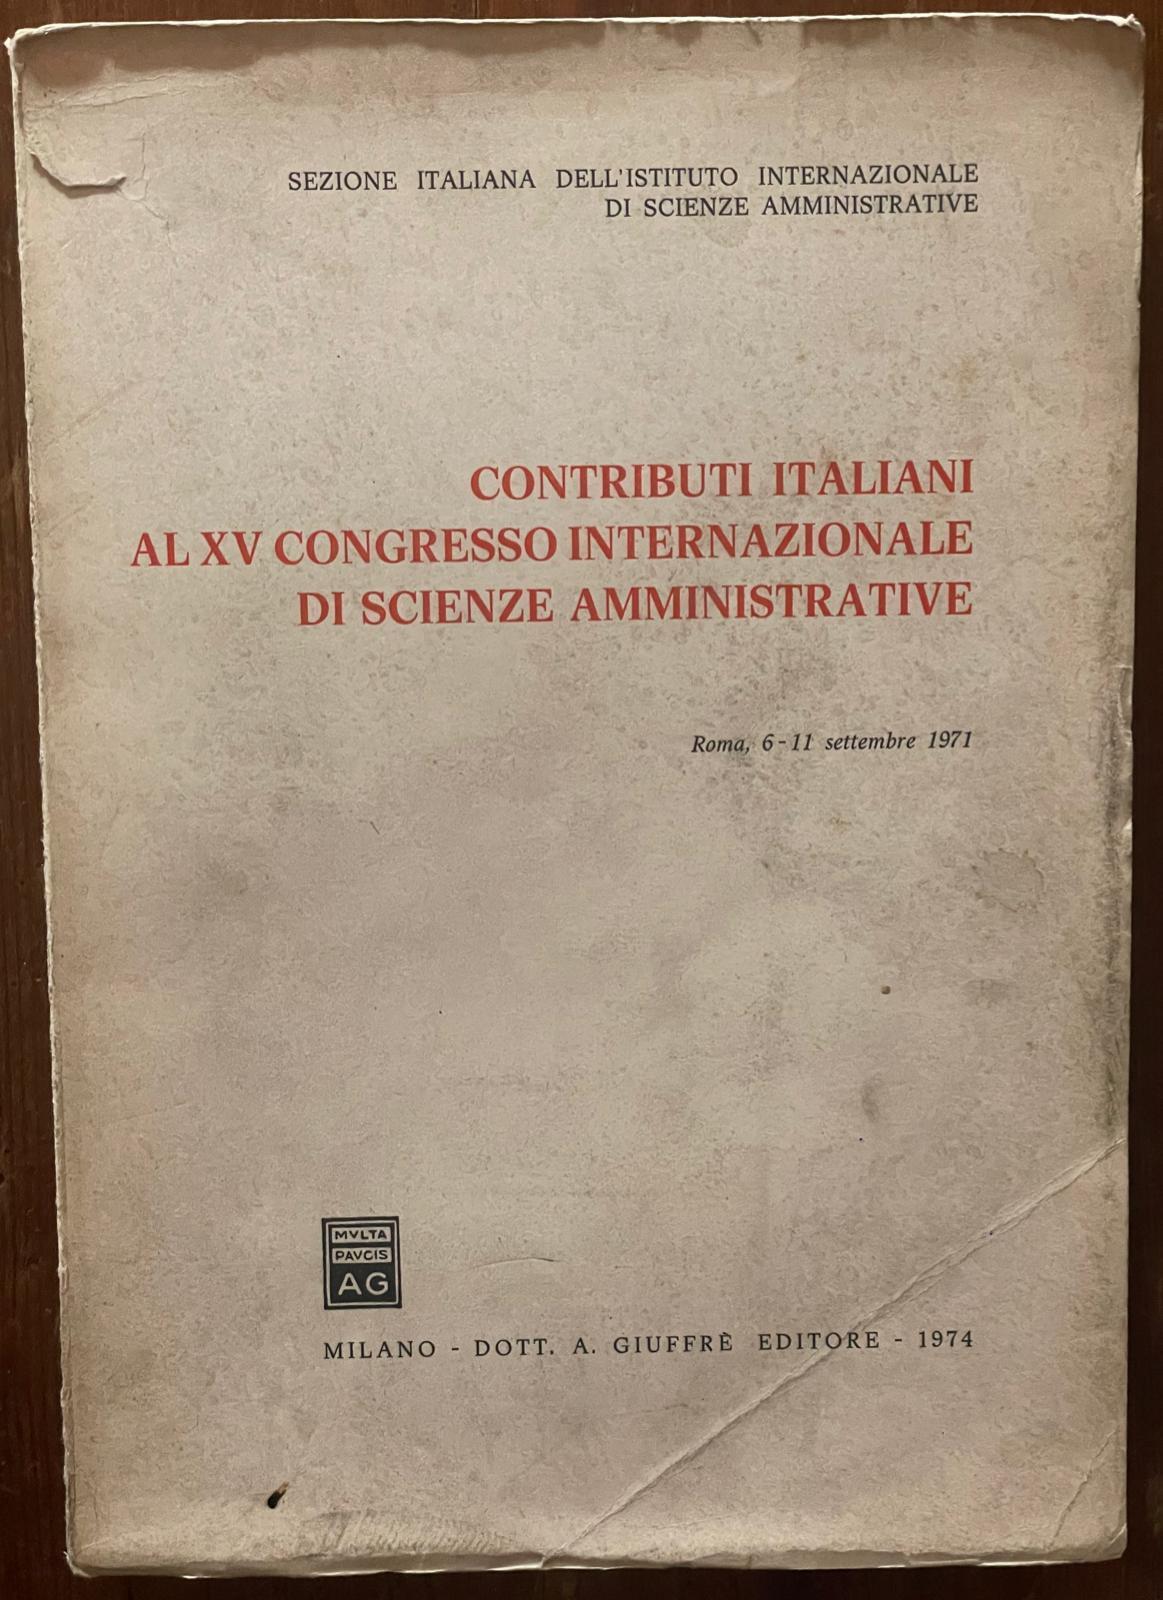 SEZIONE ITALIANA DELL'ISTITUTO INTERNAZIONALE
DI SCIENZE AMMINISTRATIVE
CONTRIBUTI ITALIANI
AL XV CONGRESSO INTERNAZIONALE
DI SCIENZE AMMINISTRATIVE
Roma, 6-11 settembre 1971
MVLTA
PAVCIS
AG
MILANO - DOTT. A. GIUFFRÈ EDITORE - 1974